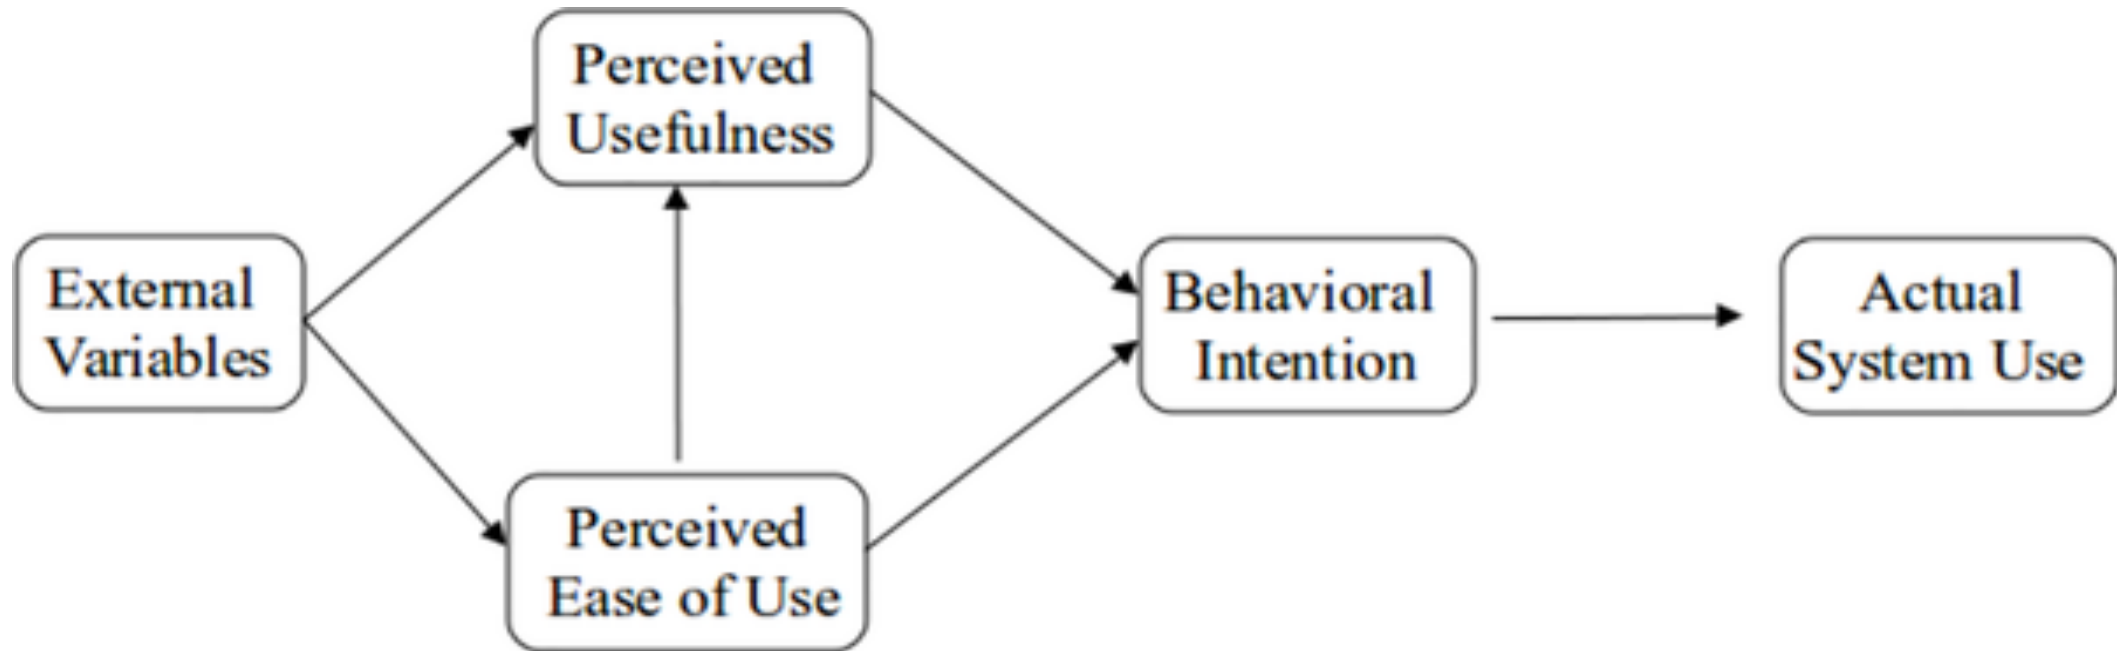 Perceived
Usefulness
External
Variables
Behavioral
Intention
Actual
System Use
Perceived
Ease of Use